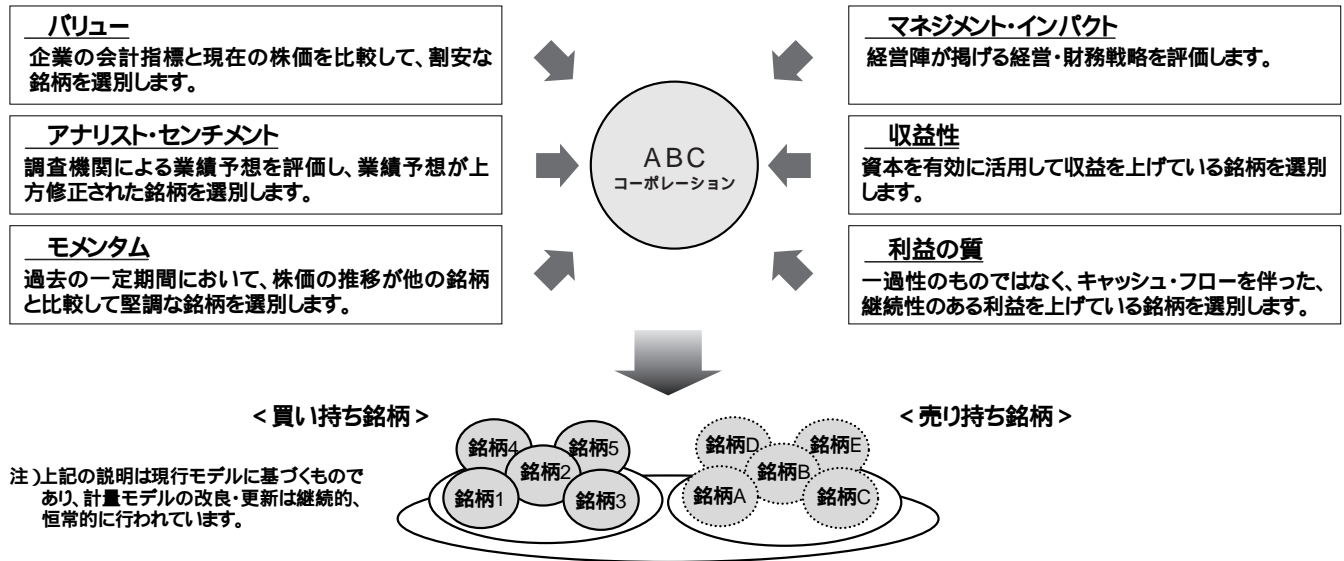 バリュー
企業の会計指標と現在の株価を比較して、割安な
銘柄を選別します。
アナリスト・センチメント
調査機関による業績予想を評価し、業績予想が上
方修正された銘柄を選別します。
モメンタム
過去の一定期間において、株価の推移が他の銘柄
と比較して堅調な銘柄を選別します。
ABC
コーポレーション
マネジメント・インパクト
経営陣が掲げる経営・財務戦略を評価します。
収益性
資本を有効に活用して収益を上げている銘柄を選別
します。
利益の質
一過性のものではなく、キャッシュ・フローを伴った、
継続性のある利益を上げている銘柄を選別します。
<買い持ち銘柄>
<売り持ち銘柄>
銘柄4
銘柄5
銘柄2
銘柄1
銘柄3
銘柄D
銘柄E
銘柄B
銘柄A
銘柄C
注)上記の説明は現行モデルに基づくもので
あり、計量モデルの改良・更新は継続的、
恒常的に行われています。